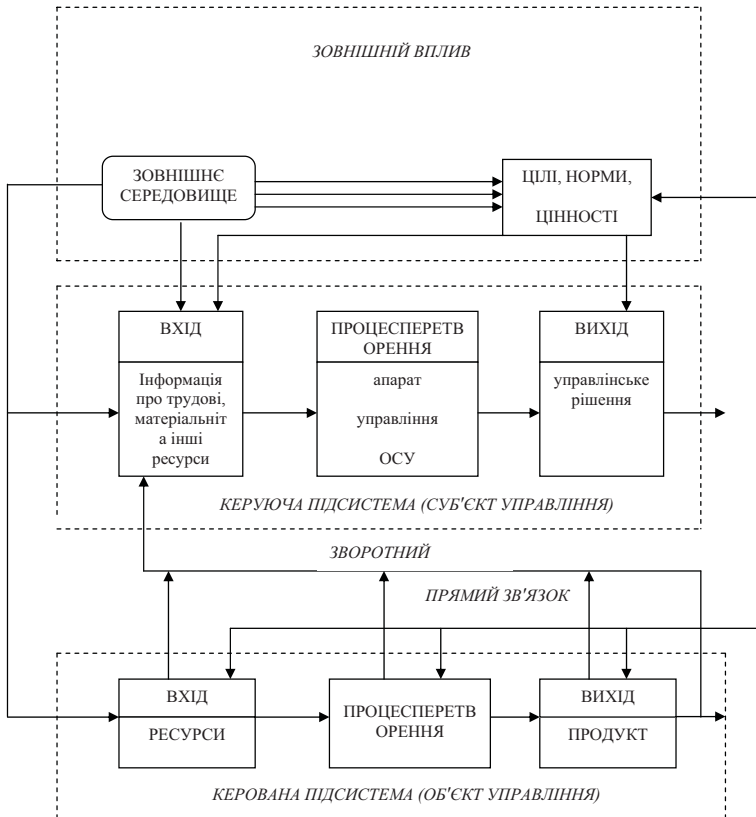 ЗОВНІШНІЙ ВПЛИВ
ЗОВНІШНЄ
СЕРЕДОВИЩЕ
ЦІЛІ, НОРМИ,
ЦІННОСТІ
ВХІД
Інформація
про трудові,
матеріальніт
а інші
ресурси
ПРОЦЕСПЕРЕТВ
ОРЕННЯ
апарат
управління
ОСУ
ВИХІД
управлінське
рішення
КЕРУЮЧА ПІДСИСТЕМА (СУБ'ЄКТ УПРАВЛІННЯ)
ЗВОРОТНИЙ
ПРЯМИЙ ЗВ'ЯЗОК
ВХІД
РЕСУРСИ
ПРОЦЕСПЕРЕТВ
ОРЕННЯ
ВИХІД
ПРОДУКТ
КЕРОВАНА ПІДСИСТЕМА (ОБ'ЄКТ УПРАВЛІННЯ)